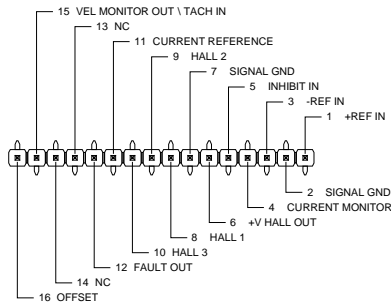 15 VEL MONITOR OUT \ TACH IN
13 NC
11 CURRENT REFERENCE
9 HALL 2
7 SIGNAL GND
5 INHIBIT IN
3 -REF IN
1 +REF IN
2 SIGNAL GND
4 CURRENT MONITOR
6 +V HALL OUT
8 HALL 1
10 HALL 3
12 FAULT OUT
14 NC
16 OFFSET